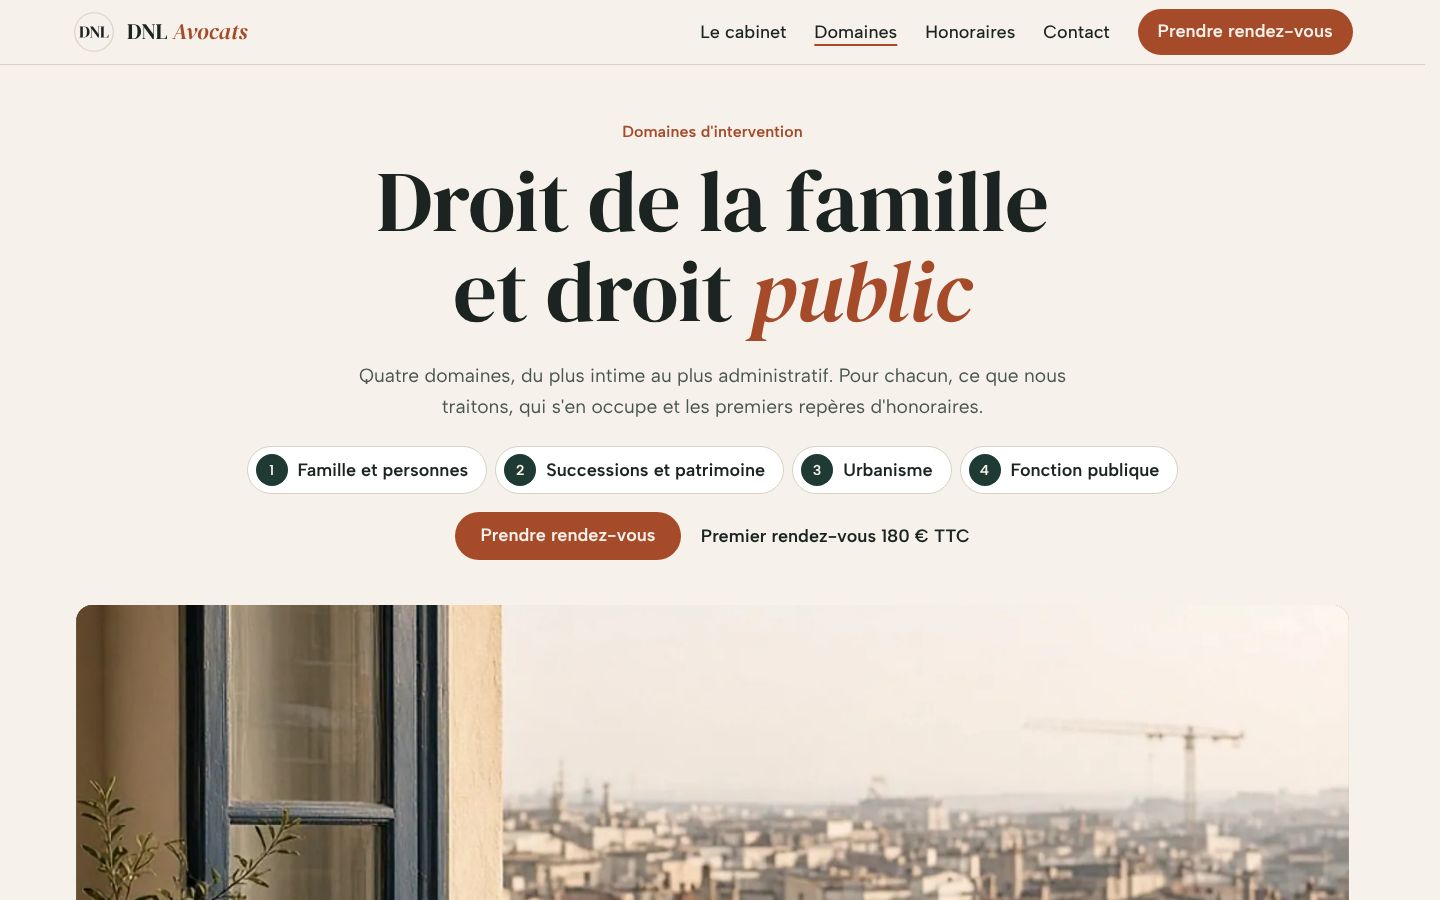 DNL DNL Avocats
Le cabinet Domaines Honoraires Contact Prendre rendez-vous
Domaines d'intervention
Droit de la famille
et droit public
Quatre domaines, du plus intime au plus administratif. Pour chacun, ce que nous
traitons, qui s'en occupe et les premiers repères d'honoraires.
1 Famille et personnes 2 Successions et patrimoine 3 Urbanisme 4 Fonction publique
Prendre rendez-vous Premier rendez-vous 180 € TTC